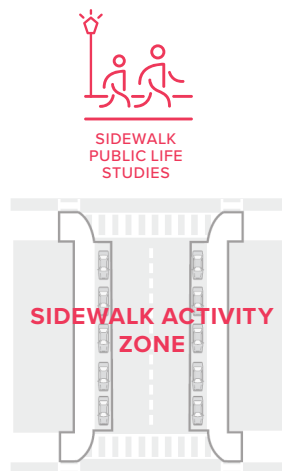 SIDEWALK
PUBLIC LIFE
STUDIES
SIDEWALK ACTIVITY
ZONE